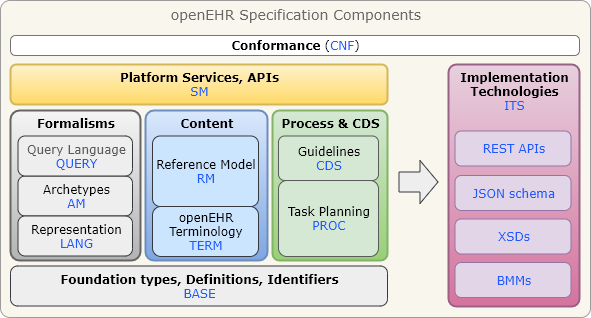 openEHR Specification Components
Conformance (CNF)
Platform Services, APIs
SM
Formalisms
Query Language
QUERY
Archetypes
AM
Representation
LANG
Content
Reference Model
RM
openEHR
Terminology
TERM
Process & CDS
Guidelines
CDS
Task Planning
PROC
Foundation types, Definitions, Identifiers
BASE
Implementation
Technologies
ITS
REST APIs
JSON schema
XSDs
BMMs